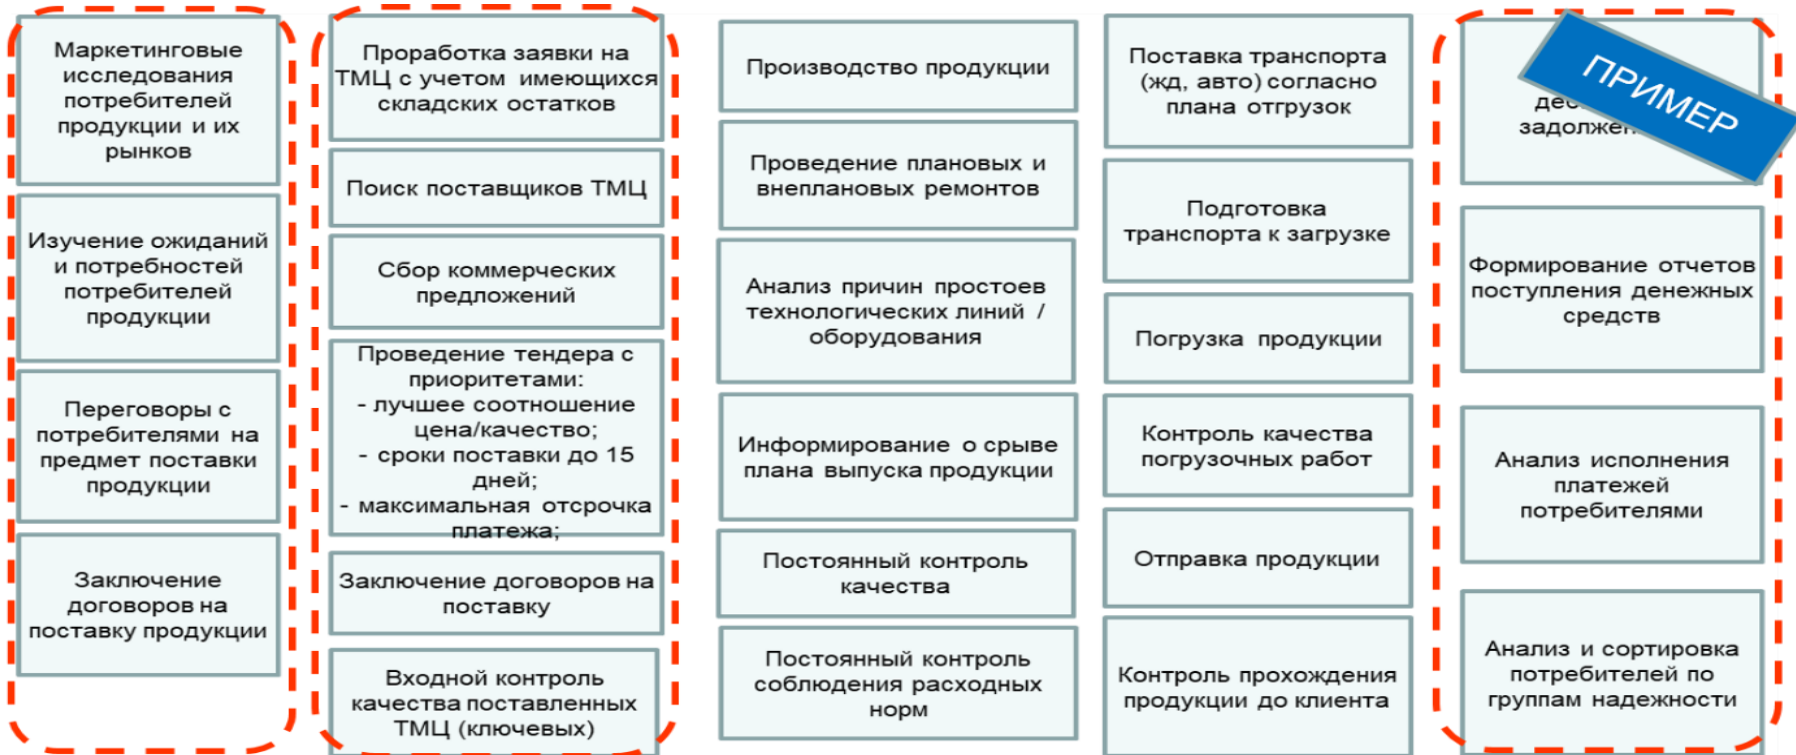 Маркетинговые
исследования
потребителей
продукции и их
рынков
Изучение ожиданий
и потребностей
потребителей
продукции
Переговоры с
потребителями на
предмет поставки
продукции
Заключение
договоров на
поставку продукции
Проработка заявки на
ТМЦ с учетом имеющихся
складских остатков
Поиск поставщиков ТМЦ
Сбор коммерческих
предложений
Проведение тендера с
приоритетами:
- лучшее соотношение
цена/качество;
- сроки поставки до 15
дней;
- максимальная отсрочка
платежа;
Заключение договоров на
поставку
Входной контроль
качества поставленных
ТМЦ (ключевых)
Производство продукции
Проведение плановых и
внеплановых ремонтов
Анализ причин простоев
технологических линий /
оборудования
Информирование о срыве
плана выпуска продукции
Постоянный контроль
качества
Постоянный контроль
соблюдения расходных
норм
Поставка транспорта
(жд, авто) согласно
плана отгрузок
Подготовка
транспорта к загрузке
Погрузка продукции
Контроль качества
погрузочных работ
Отправка продукции
Контроль прохождения
продукции до клиента
ПРИМЕР
Формирование отчетов
поступления денежных
средств
Анализ исполнения
платежей
потребителями
Анализ и сортировка
потребителей по
группам надежности